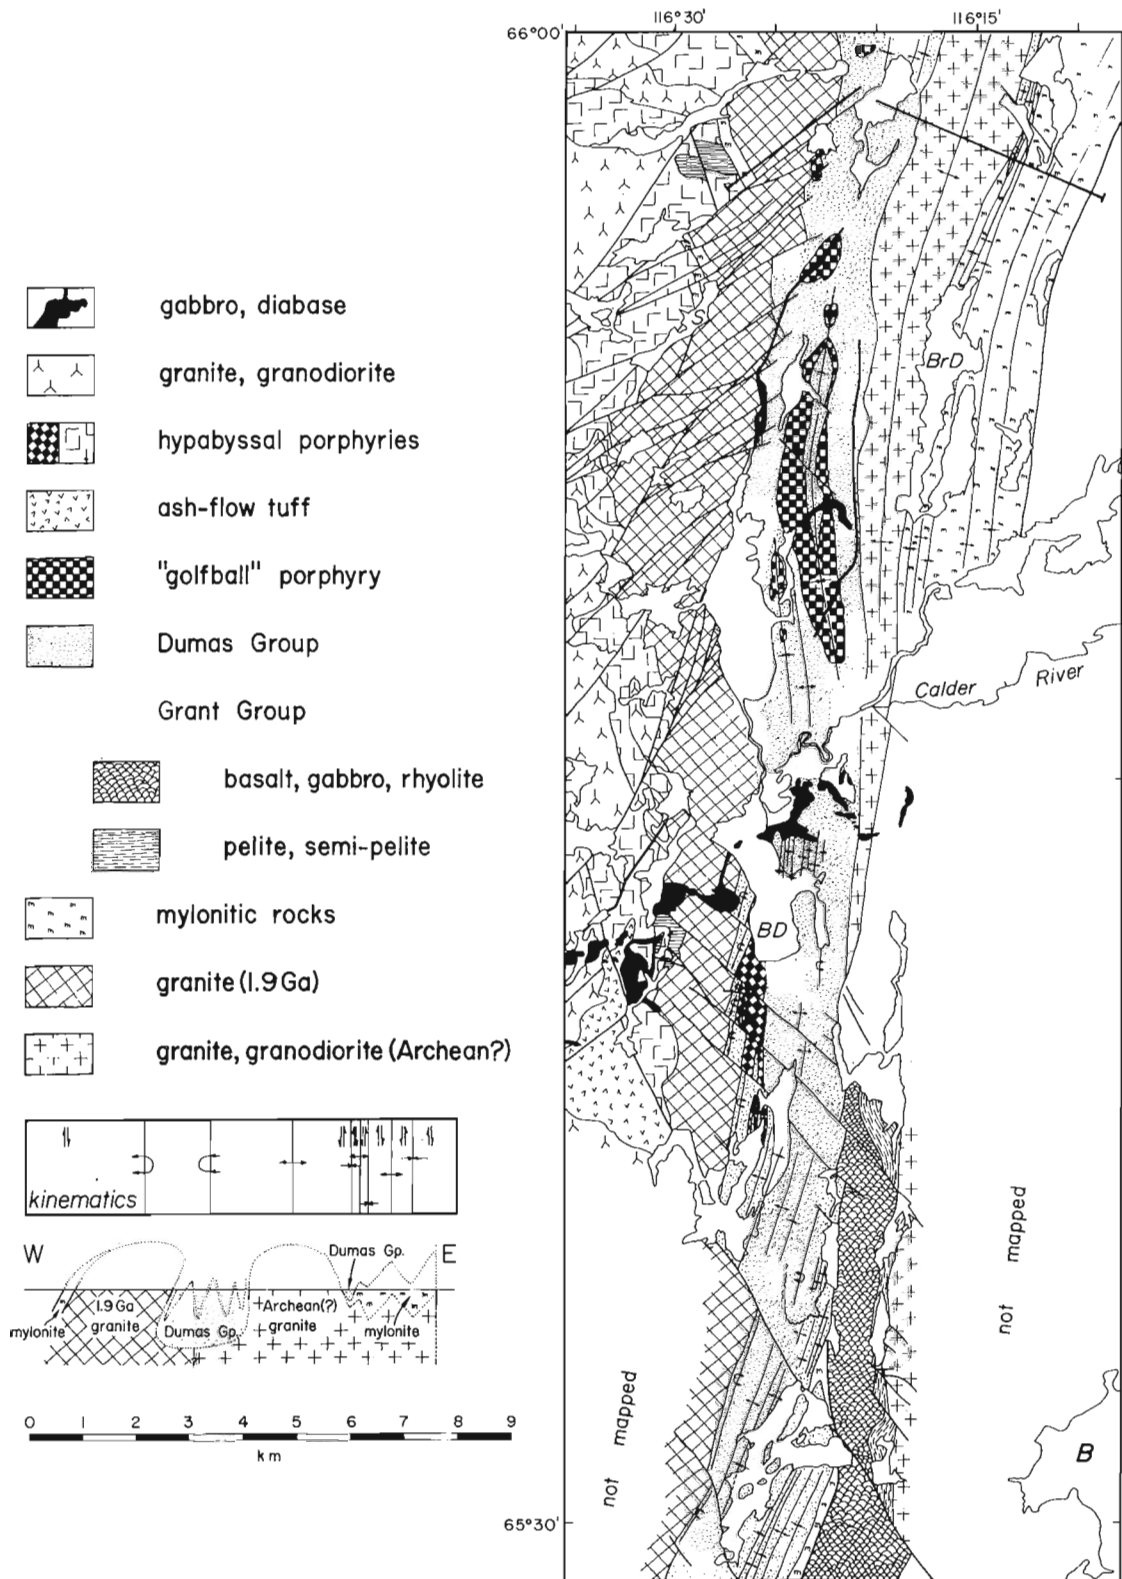 116°30'
116°15'
66°00'
gabbro, diabase
granite, granodiorite
hypabyssal porphyries
ash-flow tuff
"golfball" porphyry
Dumas Group
Grant Group
basalt, gabbro, rhyolite
pelite, semi-pelite
mylonitic rocks
granite (1.9 Ga)
granite, granodiorite (Archean?)
kinematics
W
E
Dumas Gp.
1.9 Ga
granite
Archean(?)
granite
mylonite
Dumas Gp.
mylonite
0 1 2 3 4 5 6 7 8 9
km
BrD
Calder River
BD
not mapped
not mapped
B
65°30'